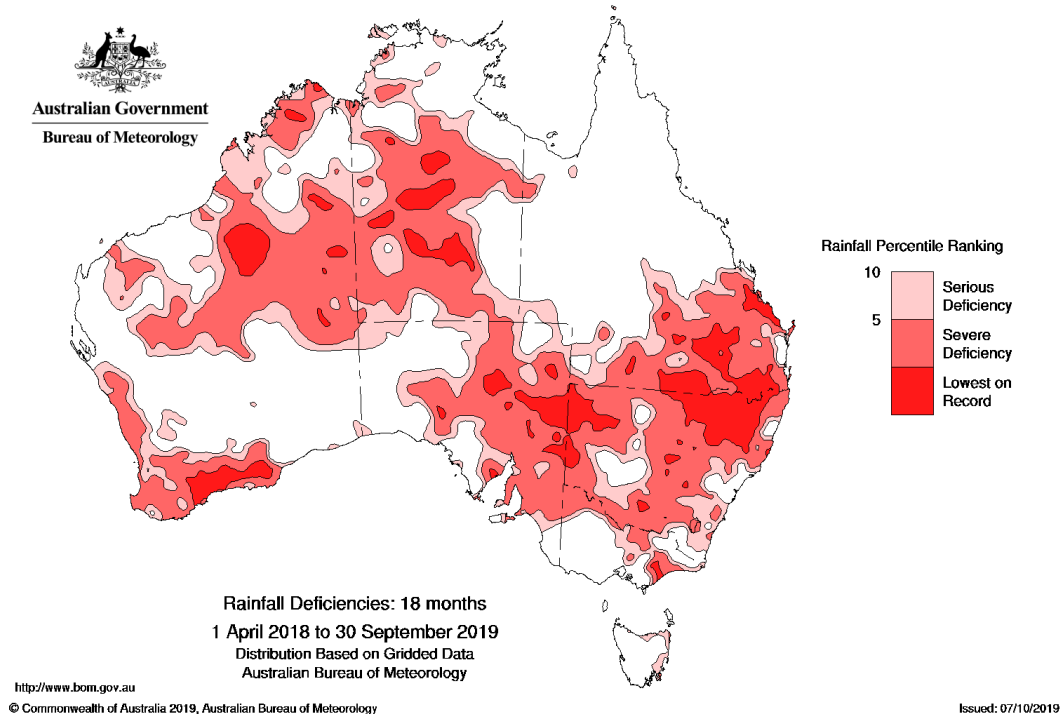 Australian Government
Bureau of Meteorology
Rainfall Percentile Ranking
10
Serious
Deficiency
5
Severe
Deficiency
Lowest on
Record
Rainfall Deficiencies: 18 months
1 April 2018 to 30 September 2019
Distribution Based on Gridded Data
Australian Bureau of Meteorology
http://www.bom.gov.au
© Commonwealth of Australia 2019, Australian Bureau of Meteorology
Issued: 07/10/2019